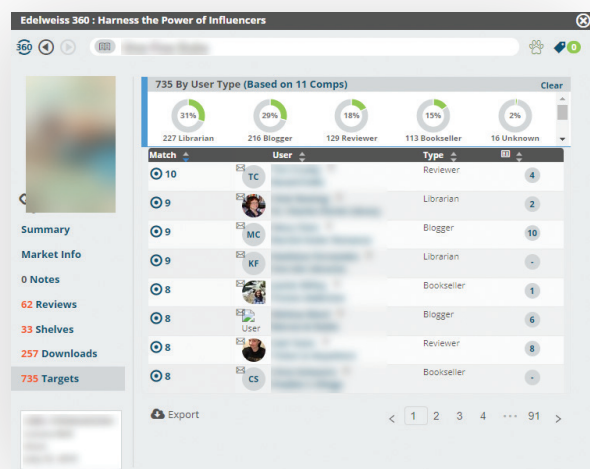 Edelweiss 360 : Harness the Power of Influencers
360
0
735 By User Type (Based on 11 Comps) Clear
31% 29% 18% 15% 2%
227 Librarian 216 Blogger 129 Reviewer 113 Bookseller 16 Unknown
Match User Type
10 TC Reviewer 4
9 Librarian 2
9 MC Blogger 10
9 KF Librarian -
8 Bookseller 1
8 User Blogger 6
8 Reviewer 8
8 CS Bookseller -
Summary
Market Info
0 Notes
62 Reviews
33 Shelves
257 Downloads
735 Targets
Export < 1 2 3 4 ... 91 >